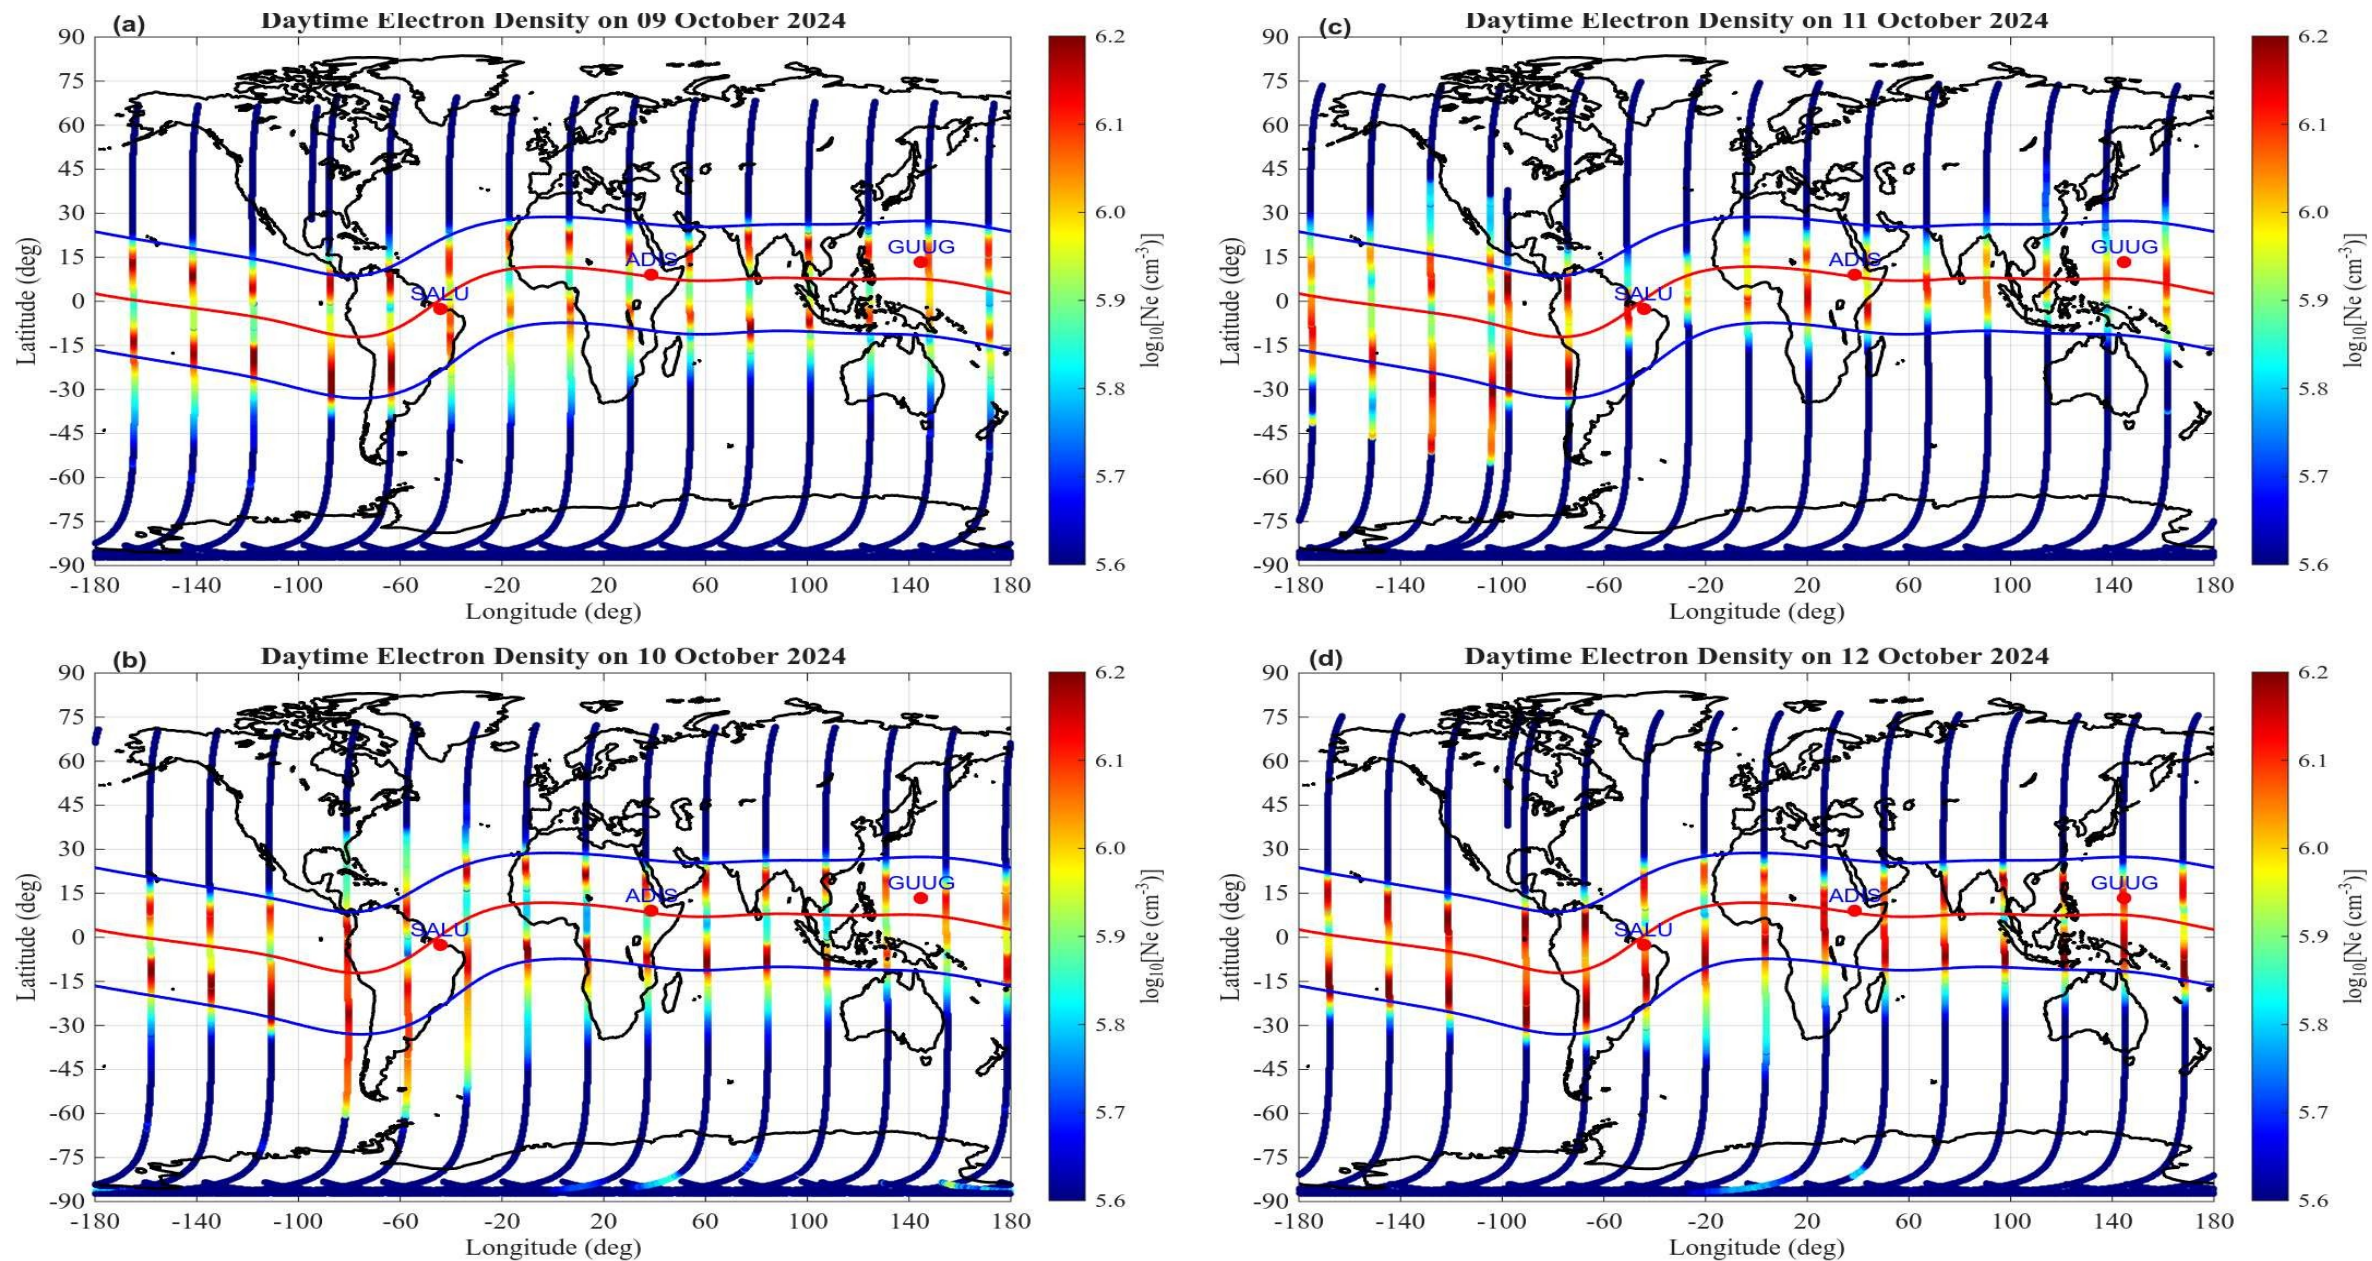 (a) Daytime Electron Density on 09 October 2024
90
75
60
45
30
15
0
-15
-30
-45
-60
-75
-90
Latitude (deg)
ADIS
GUUG
SALU
-180 -140 -100 -60 -20 20 60 100 140 180
Longitude (deg)
6.2
6.1
6.0
5.9
5.8
5.7
5.6
log₁₀[Ne (cm⁻³)]
(c) Daytime Electron Density on 11 October 2024
90
75
60
45
30
15
0
-15
-30
-45
-60
-75
-90
Latitude (deg)
ADIS
GUUG
SALU
-180 -140 -100 -60 -20 20 60 100 140 180
Longitude (deg)
6.2
6.1
6.0
5.9
5.8
5.7
5.6
log₁₀[Ne (cm⁻³)]
(b) Daytime Electron Density on 10 October 2024
90
75
60
45
30
15
0
-15
-30
-45
-60
-75
-90
Latitude (deg)
ADIS
GUUG
SALU
-180 -140 -100 -60 -20 20 60 100 140 180
Longitude (deg)
6.2
6.1
6.0
5.9
5.8
5.7
5.6
log₁₀[Ne (cm⁻³)]
(d) Daytime Electron Density on 12 October 2024
90
75
60
45
30
15
0
-15
-30
-45
-60
-75
-90
Latitude (deg)
ADIS
GUUG
SALU
-180 -140 -100 -60 -20 20 60 100 140 180
Longitude (deg)
6.2
6.1
6.0
5.9
5.8
5.7
5.6
log₁₀[Ne (cm⁻³)]